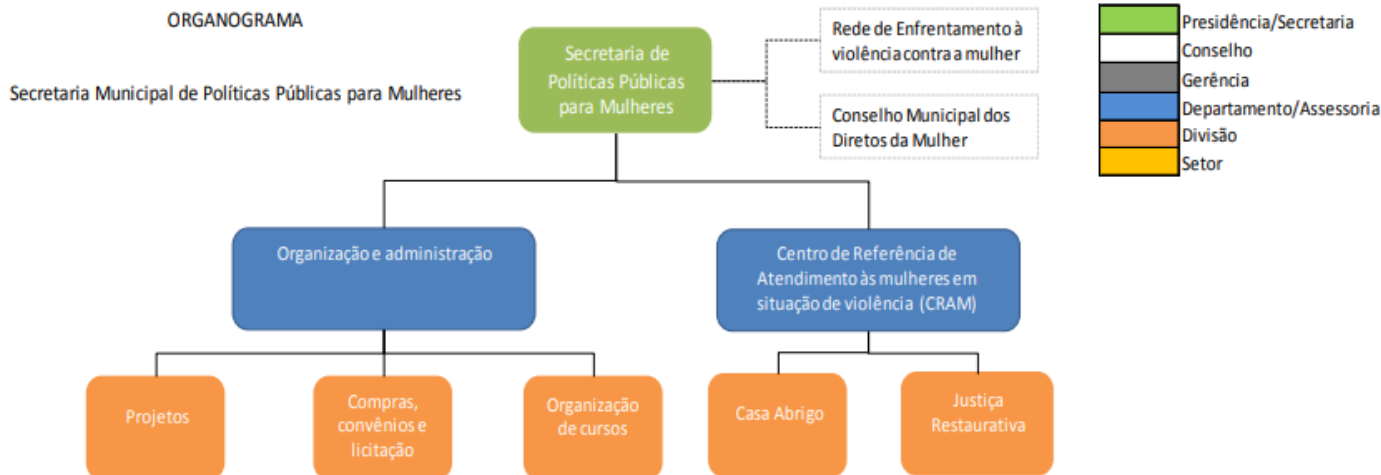 ORGANOGRAMA
Secretaria Municipal de Políticas Públicas para Mulheres
Secretaria de
Políticas Públicas
para Mulheres
Rede de Enfrentamento à
violência contra a mulher
Conselho Municipal dos
Diretos da Mulher
Presidência/Secretaria
Conselho
Gerência
Departamento/Assessoria
Divisão
Setor
Organização e administração
Centro de Referência de
Atendimento às mulheres em
situação de violência (CRAM)
Projetos
Compras,
convênios e
licitação
Organização
de cursos
Casa Abrigo
Justiça
Restaurativa